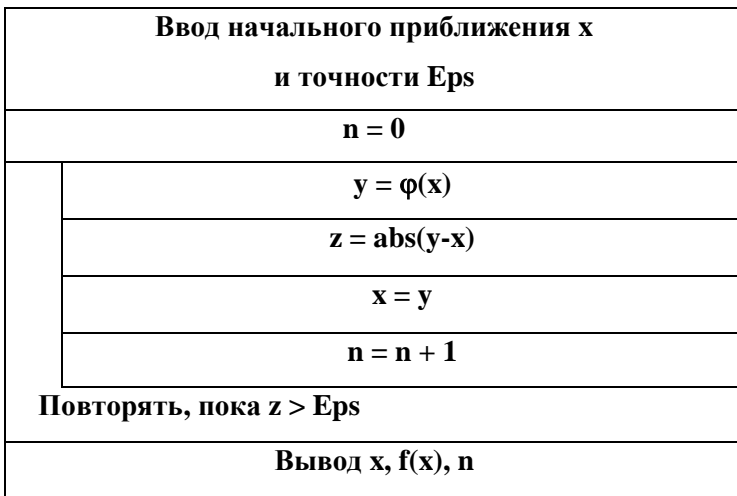 Ввод начального приближения x
и точности Eps
n = 0
y = φ(x)
z = abs(y-x)
x = y
n = n + 1
Повторять, пока z > Eps
Вывод x, f(x), n